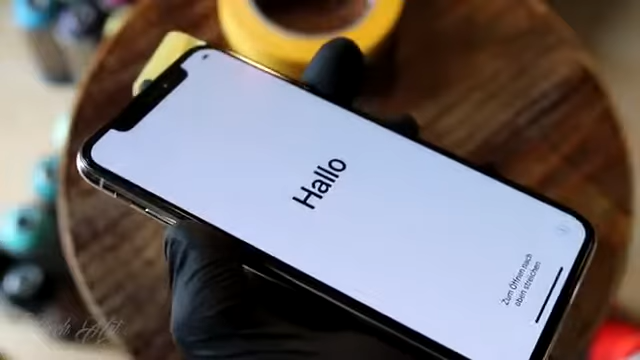 Hallo
Zum Öffnen nach
oben streichen